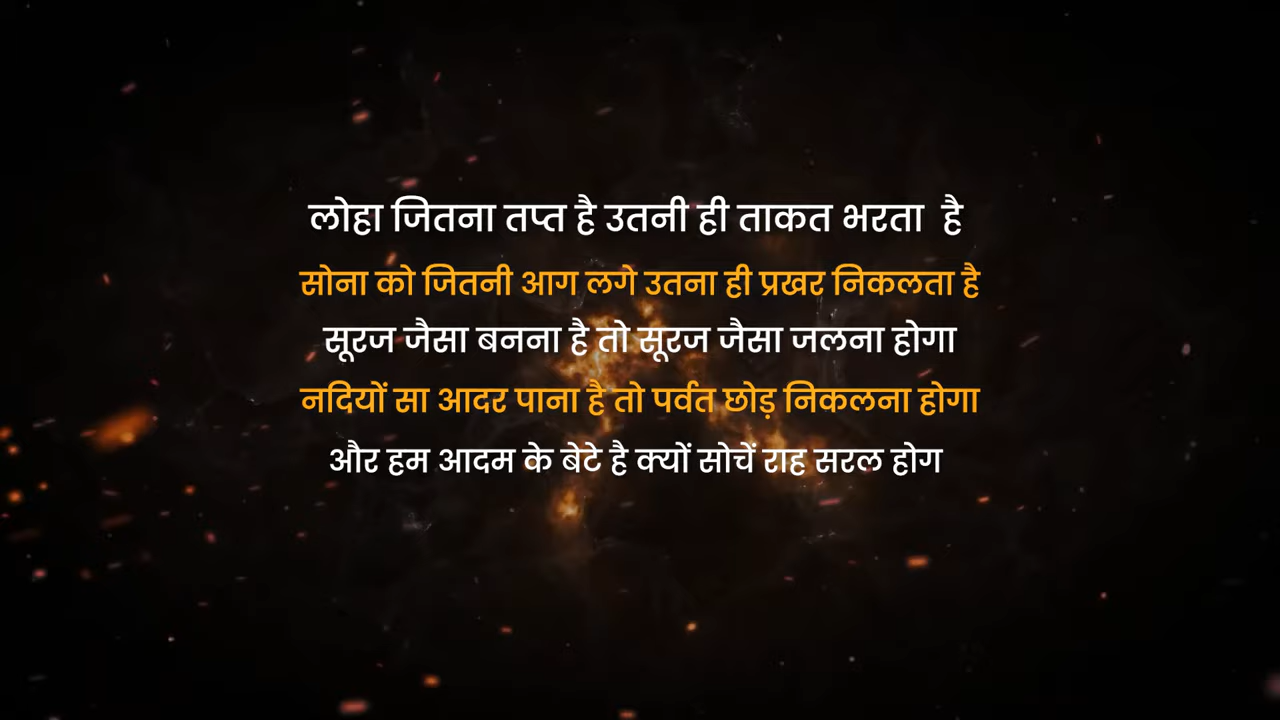 लोहा जितना तप्त है उतनी ही ताकत भरता है
सोना को जितनी आग लगे उतना ही प्रखर निकलता है
सूरज जैसा बनना है तो सूरज जैसा जलना होगा
नदियों सा आदर पाना है तो पर्वत छोड़ निकलना होगा
और हम आदम के बेटे है क्यों सोचें राह सरल होग